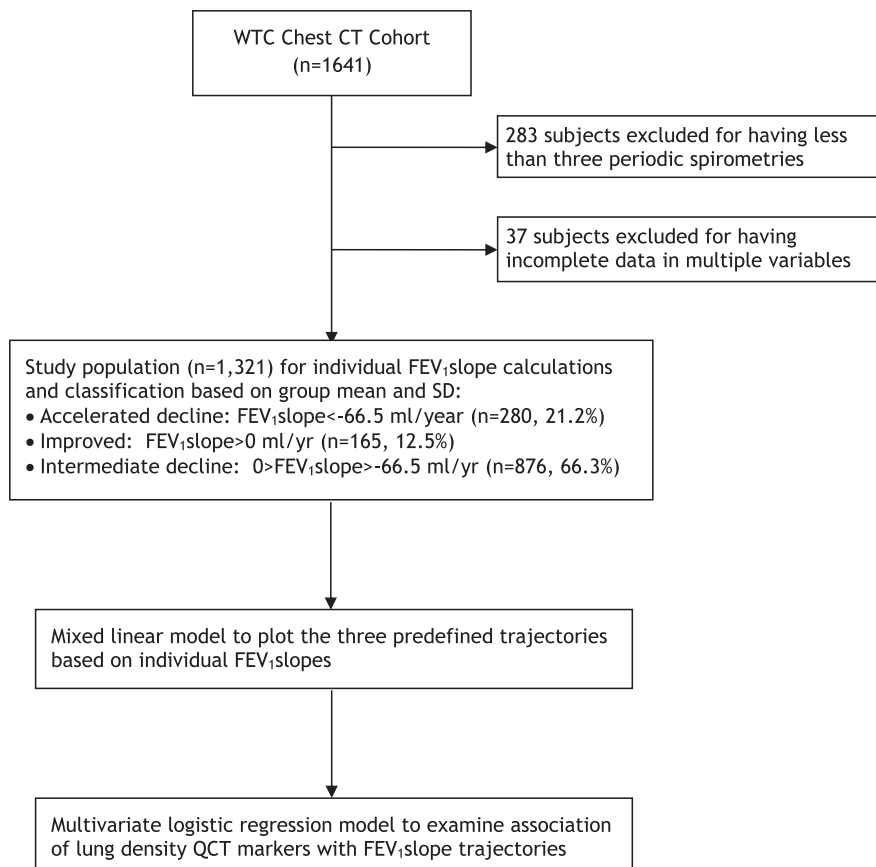 WTC Chest CT Cohort
(n=1641)
283 subjects excluded for having less
than three periodic spirometries
37 subjects excluded for having
incomplete data in multiple variables
Study population (n=1,321) for individual FEV₁slope calculations
and classification based on group mean and SD:
• Accelerated decline: FEV₁slope<-66.5 ml/year (n=280, 21.2%)
• Improved: FEV₁slope>0 ml/yr (n=165, 12.5%)
• Intermediate decline: 0>FEV₁slope>-66.5 ml/yr (n=876, 66.3%)
Mixed linear model to plot the three predefined trajectories
based on individual FEV₁slopes
Multivariate logistic regression model to examine association
of lung density QCT markers with FEV₁slope trajectories